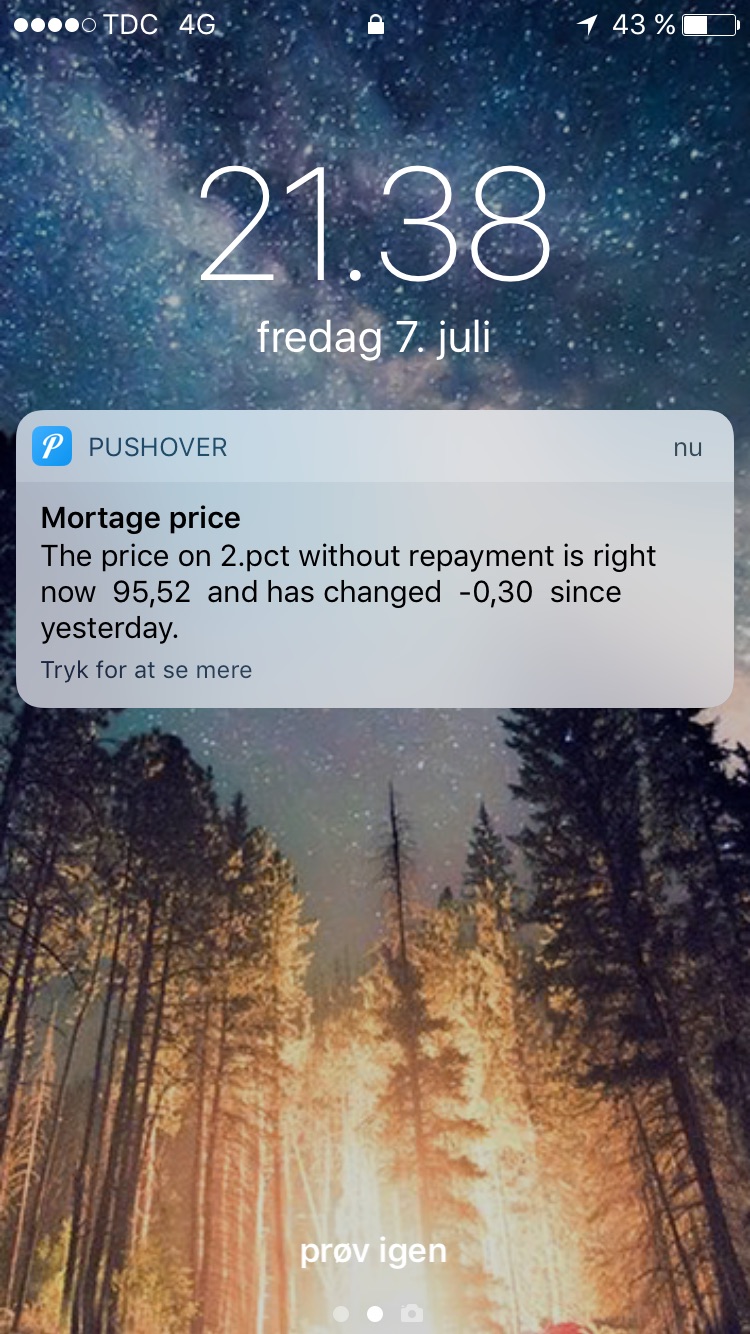 TDC 4G 43 %
21.38
fredag 7. juli
PUSHOVER nu
Mortage price
The price on 2.pct without repayment is right
now 95,52 and has changed -0,30 since
yesterday.
Tryk for at se mere
prøv igen